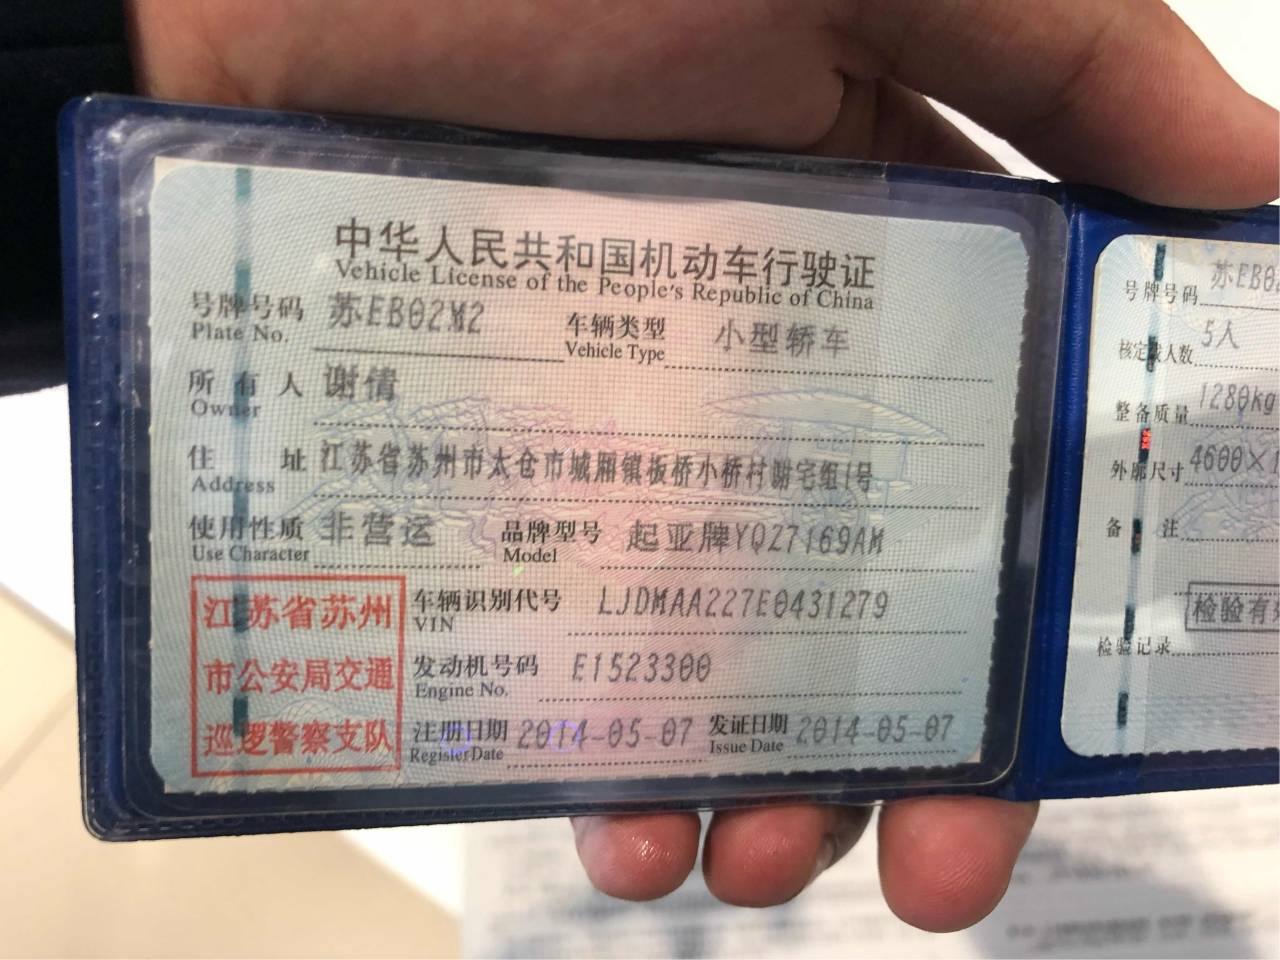 中华人民共和国机动车行驶证
Vehicle License of the People's Republic of China
号牌号码 苏EB02M2 车辆类型 小型轿车
Plate No. Vehicle Type
所有人 谢倩
Owner
住址 江苏省苏州市太仓市城厢镇板桥小桥村谢宅组1号
Address
使用性质 非营运 品牌型号 起亚牌YQZ7169AM
Use Character Model
江苏省苏州
市公安局交通
巡逻警察支队
车辆识别代号 LJDMAA227E0431279
VIN
发动机号码 E1523300
Engine No.
注册日期 2014-05-07 发证日期 2014-05-07
Register Date Issue Date
号牌号码 苏EB0
核定载人数 5人
整备质量 1280kg
外廓尺寸 4600×
备注
检验有
检验记录